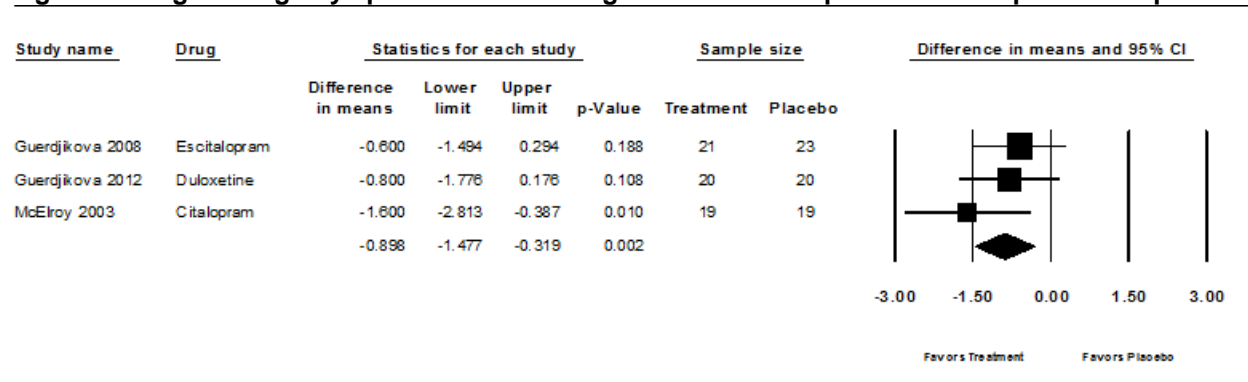 Study name Drug Statistics for each study Sample size Difference in means and 95% CI
Difference in means Lower limit Upper limit p-Value Treatment Placebo
Guerdjikova 2008 Escitalopram -0.600 -1.494 0.294 0.188 21 23
Guerdjikova 2012 Duloxetine -0.800 -1.776 0.176 0.108 20 20
McElroy 2003 Citalopram -1.600 -2.813 -0.387 0.010 19 19
-0.898 -1.477 -0.319 0.002
-3.00 -1.50 0.00 1.50 3.00
Favors Treatment Favors Placebo